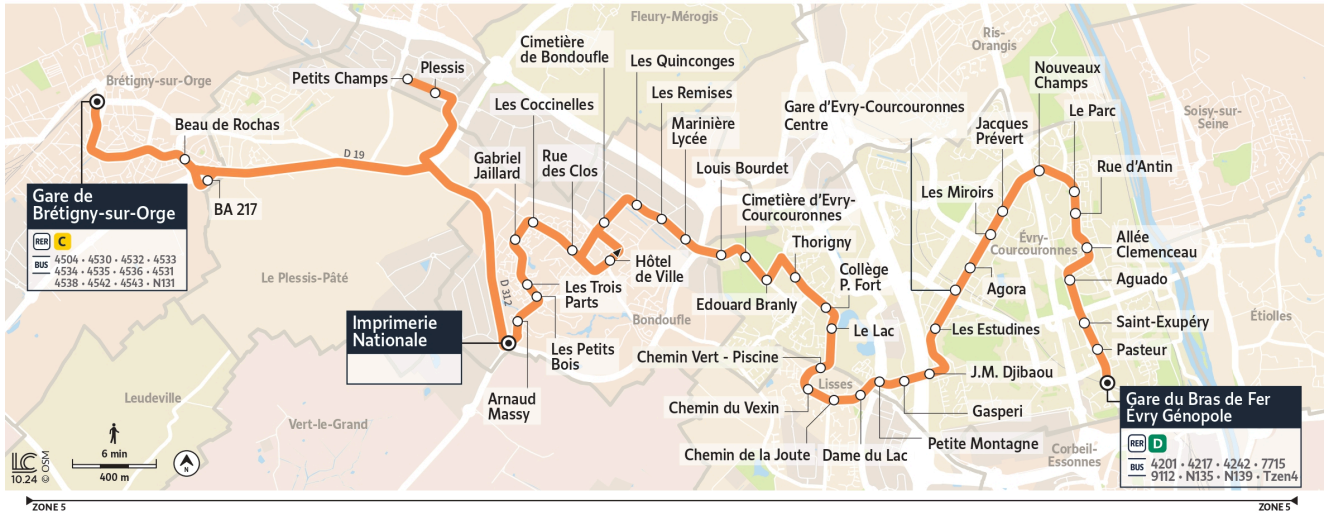 Fleury-Mérogis
Ris-
Orangis
Cimetière
de Bondoufle
Les Quinconges
Nouveaux
Champs
Brétigny-sur-Orge
Petits Champs
Plessis
Les Remises
Gare d'Evry-Courcouronnes
Centre
Les Coccinelles
Le Parc
Soisy-sur-
Seine
Beau de Rochas
Marinière
Lycée
Jacques
Prévert
D 19
Gabriel
Jaillard
Rue
des Clos
Louis Bourdet
Rue d'Antin
Gare de
Brétigny-sur-Orge
RER C
BUS 4504 • 4530 • 4532 • 4533
4534 • 4535 • 4536 • 4531
4538 • 4542 • 4543 • N131
BA 217
Les Miroirs
Cimetière d'Evry-
Courcouronnes
Évry-
Courcouronnes
Allée
Clemenceau
Thorigny
Hôtel
de Ville
Le Plessis-Pâté
Collège
P. Fort
Aguado
Agora
D 312
Les Trois
Parts
Edouard Branly
Imprimerie
Nationale
Bondoufle
Le Lac
Les Estudines
Saint-Exupéry
Étiolles
Les Petits
Bois
Chemin Vert - Piscine
Pasteur
J.M. Djibaou
Lisses
Leudeville
Arnaud
Massy
Chemin du Vexin
Gasperi
Gare du Bras de Fer
Évry Génopole
RER D
BUS 4201 • 4217 • 4242 • 7715
9112 • N135 • N139 • Tzen4
Vert-le-Grand
Petite Montagne
Chemin de la Joute
Dame du Lac
Corbeil-
Essonnes
6 min
400 m
N
LC
10.24
© OSM
ZONE 5
ZONE 5